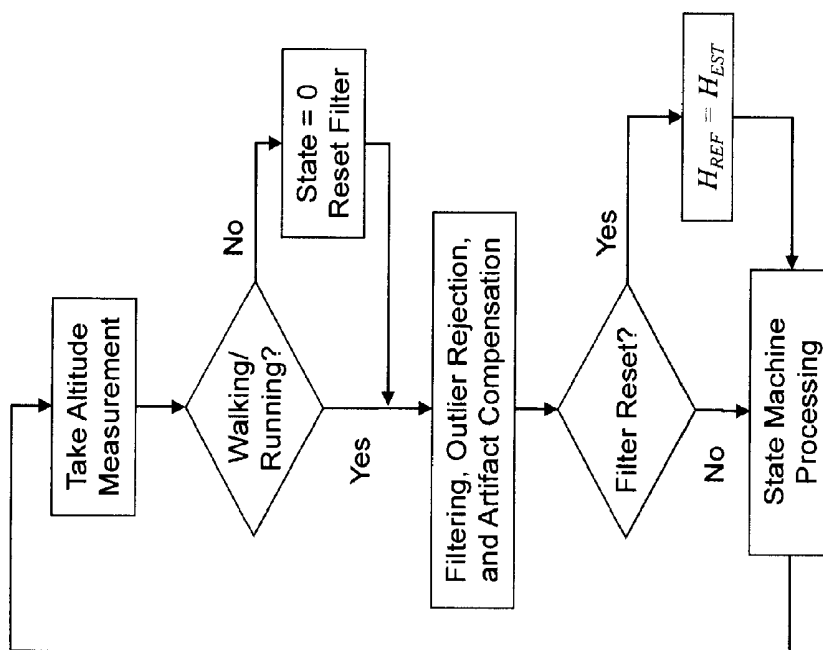 Take Altitude
Measurement
Walking/
Running?
No
State = 0
Reset Filter
Yes
Filtering, Outlier Rejection,
and Artifact Compensation
Filter Reset?
Yes
H_REF = H_EST
No
State Machine
Processing